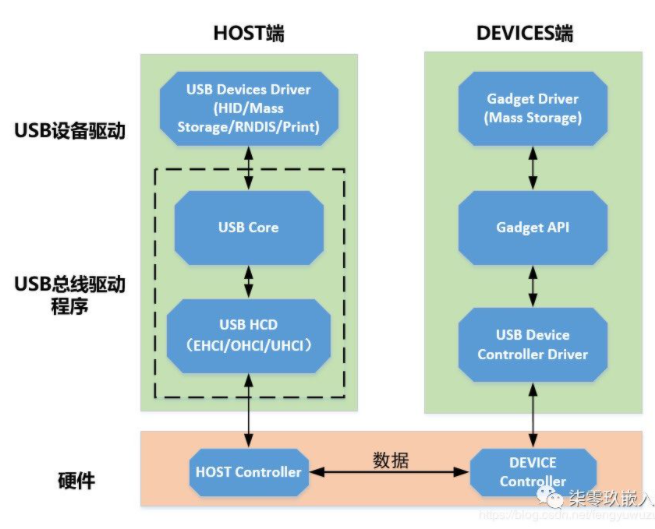 HOST端
DEVICES端
USB设备驱动
USB Devices Driver
(HID/Mass
Storage/RNDIS/Print)
Gadget Driver
(Mass Storage)
USB Core
Gadget API
USB总线驱动
程序
USB HCD
（EHCI/OHCI/UHCI）
USB Device
Controller Driver
硬件
HOST Controller
数据
DEVICE
Controller
柒零玖嵌入
https://blog.csdn.net/fengyuwuzi